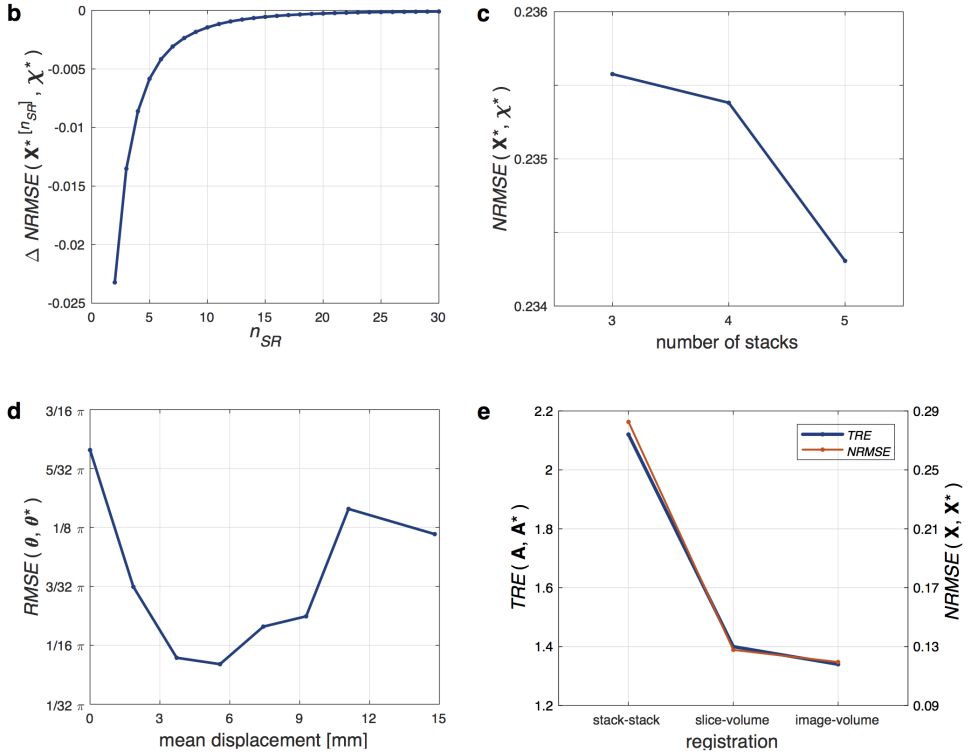 b
Δ NRMSE ( X* [nSR] , χ* )
0
-0.005
-0.01
-0.015
-0.02
-0.025
0 5 10 15 20 25 30
nSR
c
NRMSE ( X*, χ* )
0.236
0.235
0.234
3 4 5
number of stacks
d
RMSE ( θ, θ* )
3/16 π
5/32 π
1/8 π
3/32 π
1/16 π
1/32 π
0 3 6 9 12 15
mean displacement [mm]
e
TRE ( A, A* )
2.2
2
1.8
1.6
1.4
1.2
TRE
NRMSE
0.29
0.25
0.21
0.17
0.13
0.09
NRMSE ( X, X* )
stack-stack slice-volume image-volume
registration